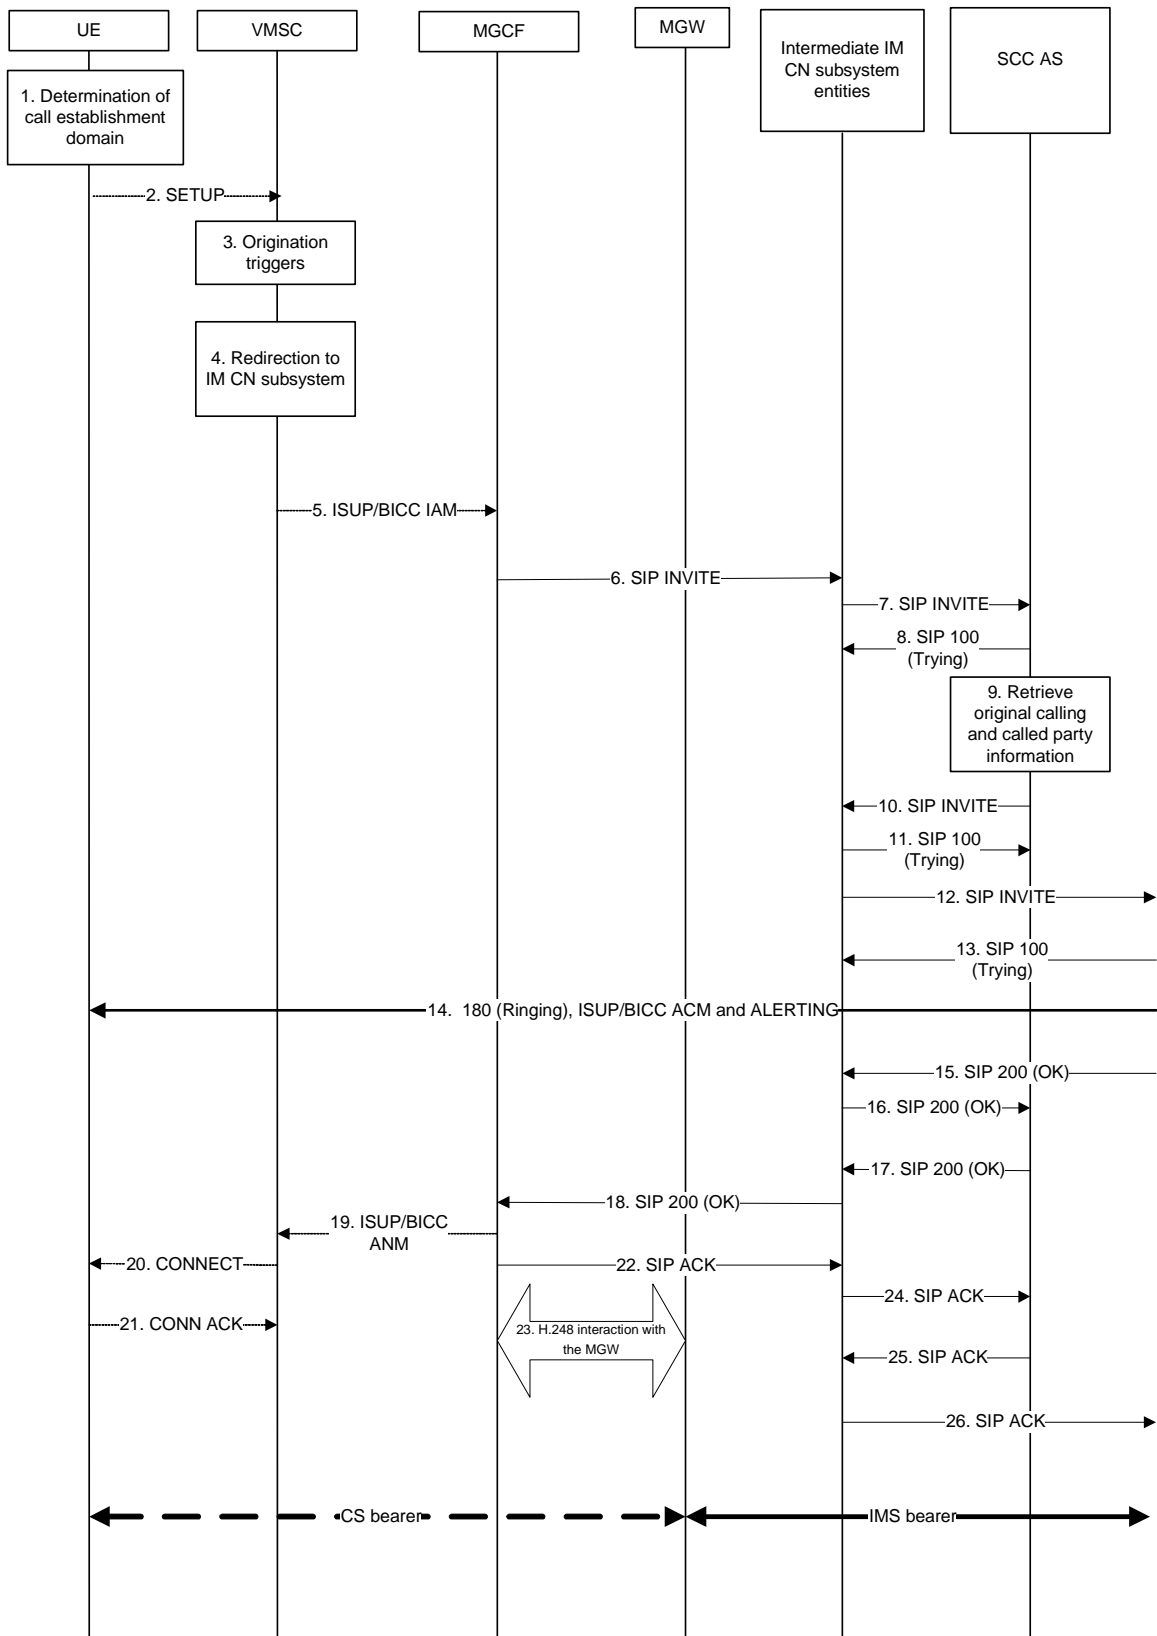 UE
VMSC
MGCF
MGW
Intermediate IM
CN subsystem
entities
SCC AS
1. Determination of
call establishment
domain
2. SETUP
3. Origination
triggers
4. Redirection to
IM CN subsystem
5. ISUP/BICC IAM
6. SIP INVITE
7. SIP INVITE
8. SIP 100
(Trying)
9. Retrieve
original calling
and called party
information
10. SIP INVITE
11. SIP 100
(Trying)
12. SIP INVITE
13. SIP 100
(Trying)
14. 180 (Ringing), ISUP/BICC ACM and ALERTING
15. SIP 200 (OK)
16. SIP 200 (OK)
17. SIP 200 (OK)
18. SIP 200 (OK)
19. ISUP/BICC
ANM
20. CONNECT
22. SIP ACK
24. SIP ACK
21. CONN ACK
23. H.248 interaction with
the MGW
25. SIP ACK
26. SIP ACK
CS bearer
IMS bearer